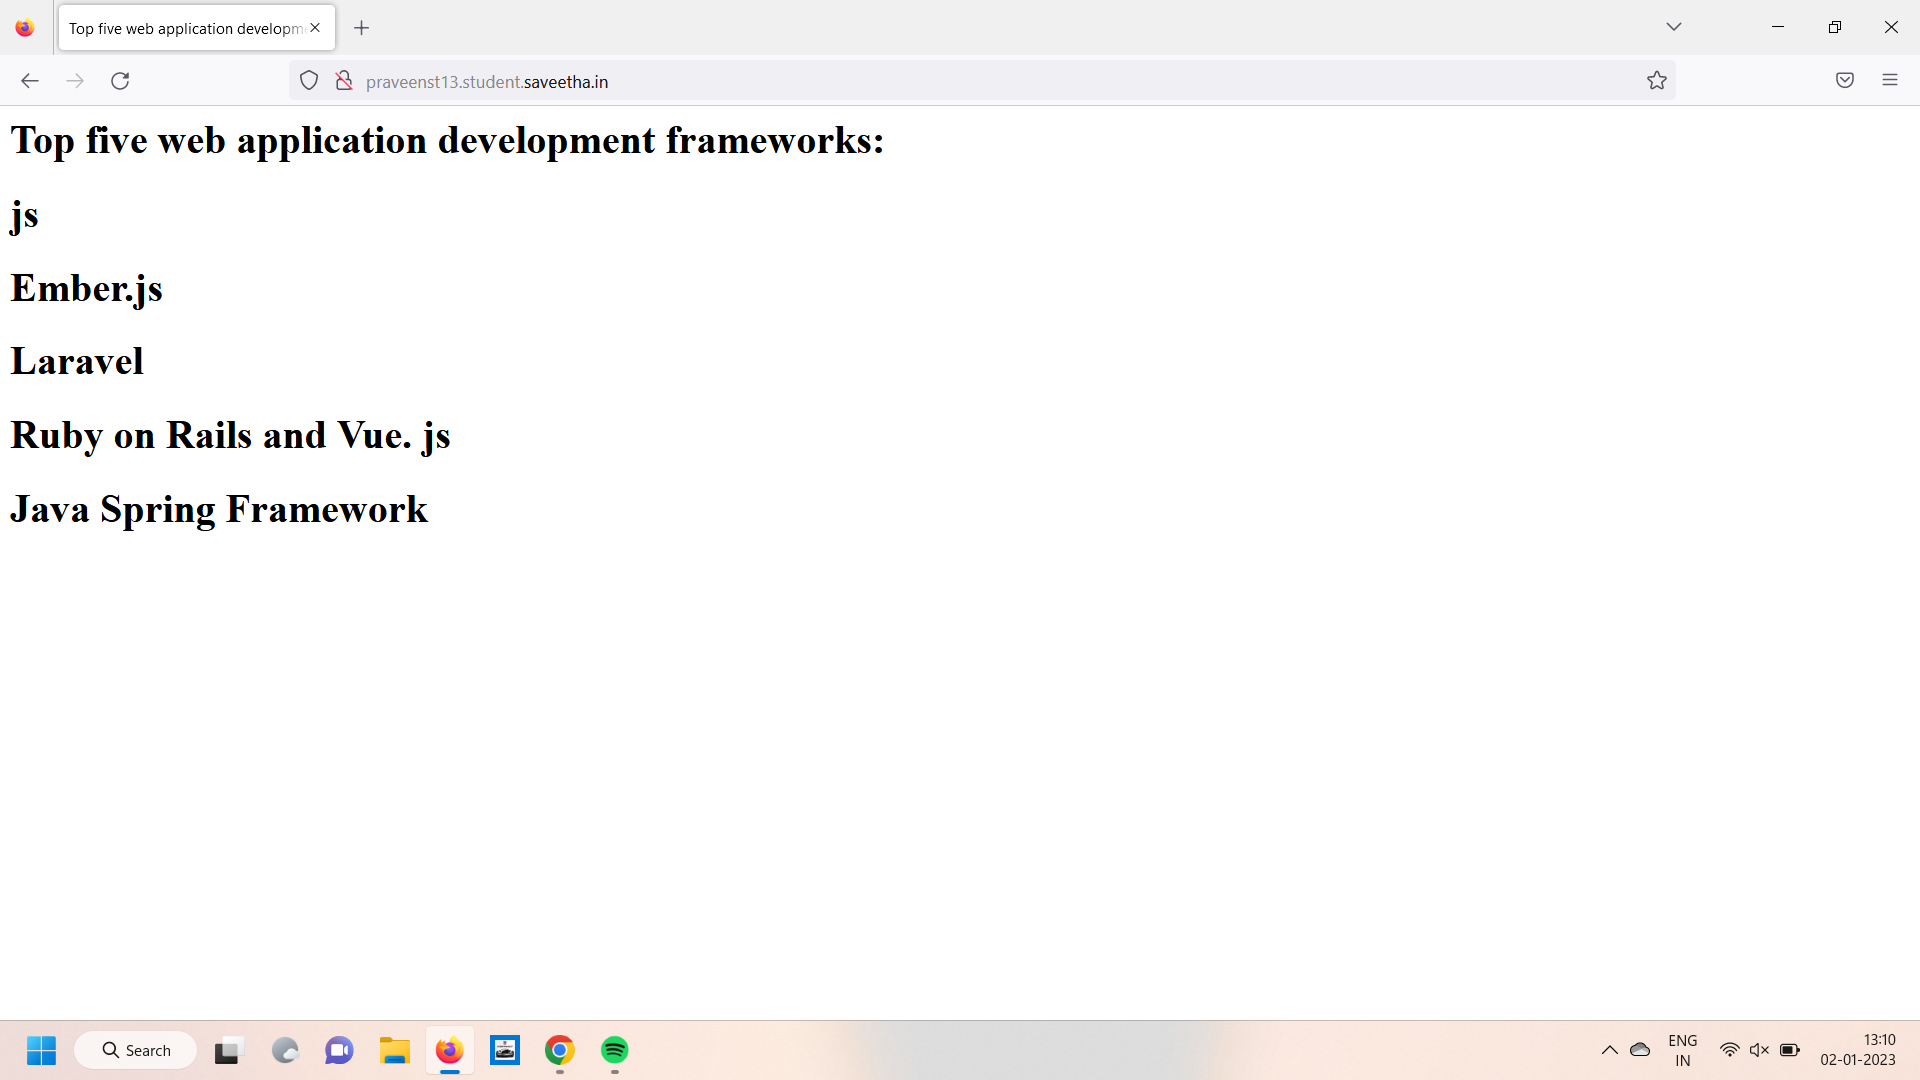 Top five web application developm
praveenst13.student.saveetha.in
Top five web application development frameworks:
js
Ember.js
Laravel
Ruby on Rails and Vue. js
Java Spring Framework
Search
ENG
IN
13:10
02-01-2023